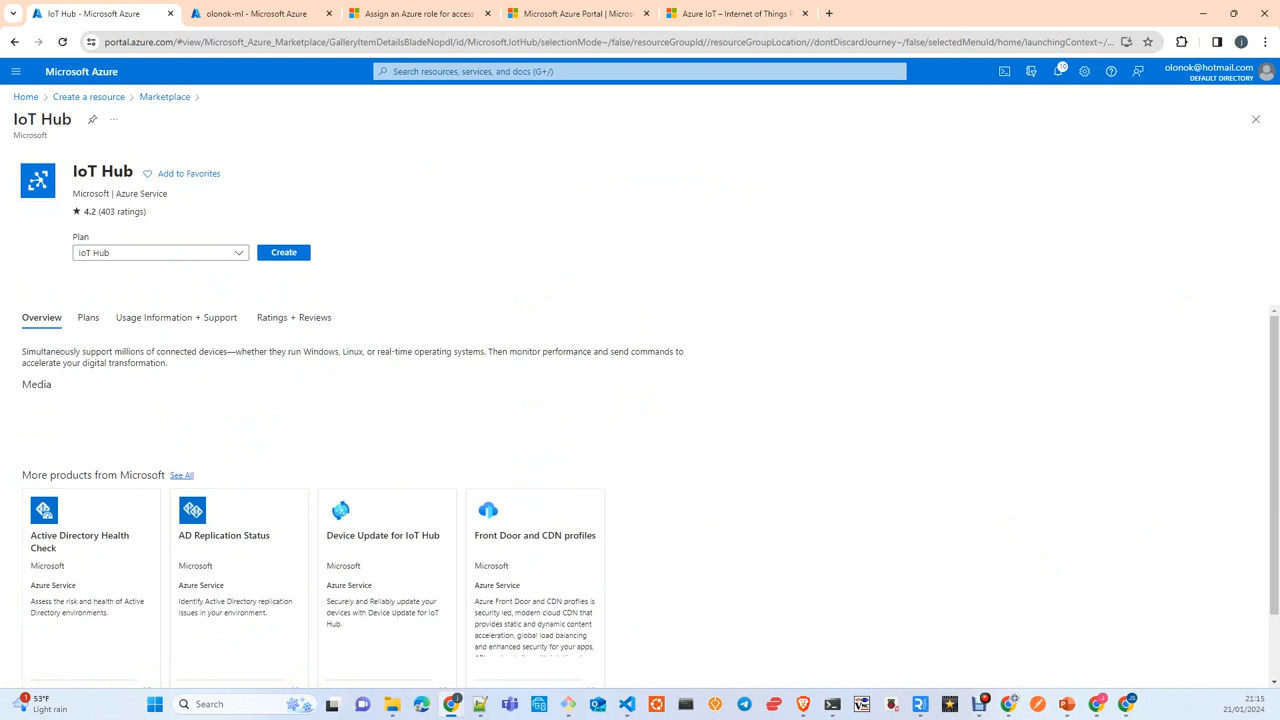 IoT Hub - Microsoft Azure
olonok-ml - Microsoft Azure
Assign an Azure role for access
Microsoft Azure Portal | Micros
Azure IoT – Internet of Things P
portal.azure.com/#view/Microsoft_Azure_Marketplace/GalleryItemDetailsBladeNopdl/id/Microsoft.IotHub/selectionMode~/false/resourceGroupId//resourceGroupLocation//dontDiscardJourney~/false/selectedMenuId/home/launchingContext~/...
Microsoft Azure
Search resources, services, and docs (G+/)
10
olonok@hotmail.com
DEFAULT DIRECTORY
Home > Create a resource > Marketplace >
IoT Hub
Microsoft
IoT Hub
Add to Favorites
Microsoft | Azure Service
★ 4.2 (403 ratings)
Plan
IoT Hub
Create
Overview Plans Usage Information + Support Ratings + Reviews
Simultaneously support millions of connected devices—whether they run Windows, Linux, or real-time operating systems. Then monitor performance and send commands to
accelerate your digital transformation.
Media
More products from Microsoft See All
Active Directory Health
Check
Microsoft
Azure Service
Assess the risk and health of Active
Directory environments.
AD Replication Status
Microsoft
Azure Service
Identify Active Directory replication
issues in your environment.
Device Update for IoT Hub
Microsoft
Azure Service
Securely and Reliably update your
devices with Device Update for IoT
Hub.
Front Door and CDN profiles
Microsoft
Azure Service
Azure Front Door and CDN profiles is
security led, modern cloud CDN that
provides static and dynamic content
acceleration, global load balancing
and enhanced security for your apps,
1
53°F
Light rain
Search
21:15
21/01/2024